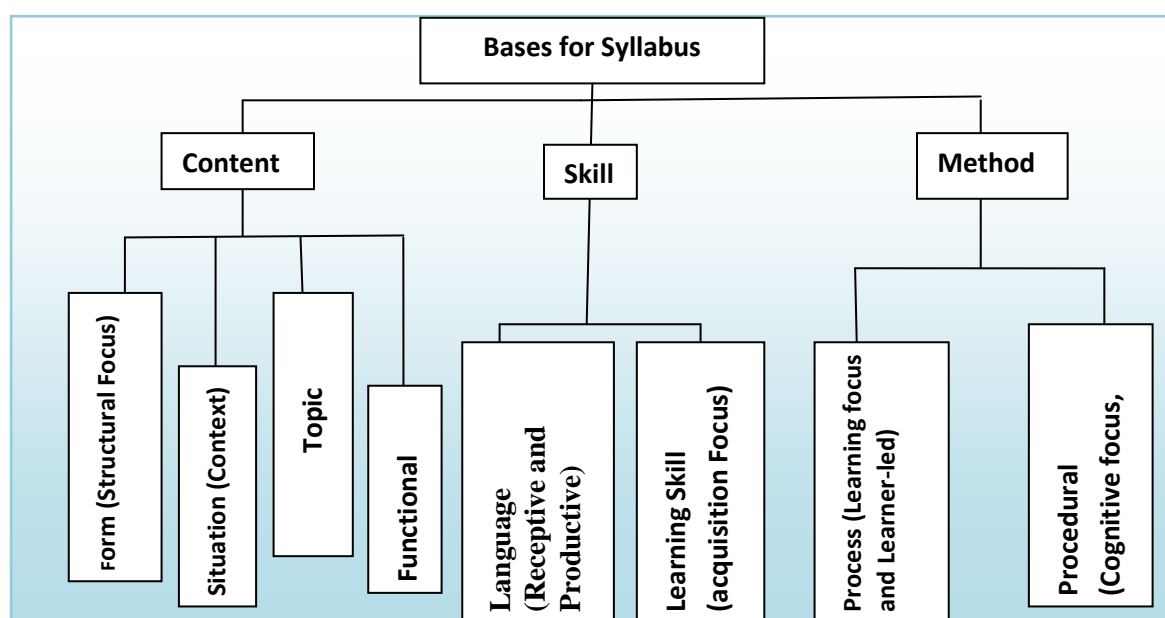 Bases for Syllabus
Content
Skill
Method
Form (Structural Focus)
Situation (Context)
Topic
Functional
Language
(Receptive and
Productive)
Learning Skill
(acquisition Focus)
Process (Learning focus
and Learner-led)
Procedural
(Cognitive focus,